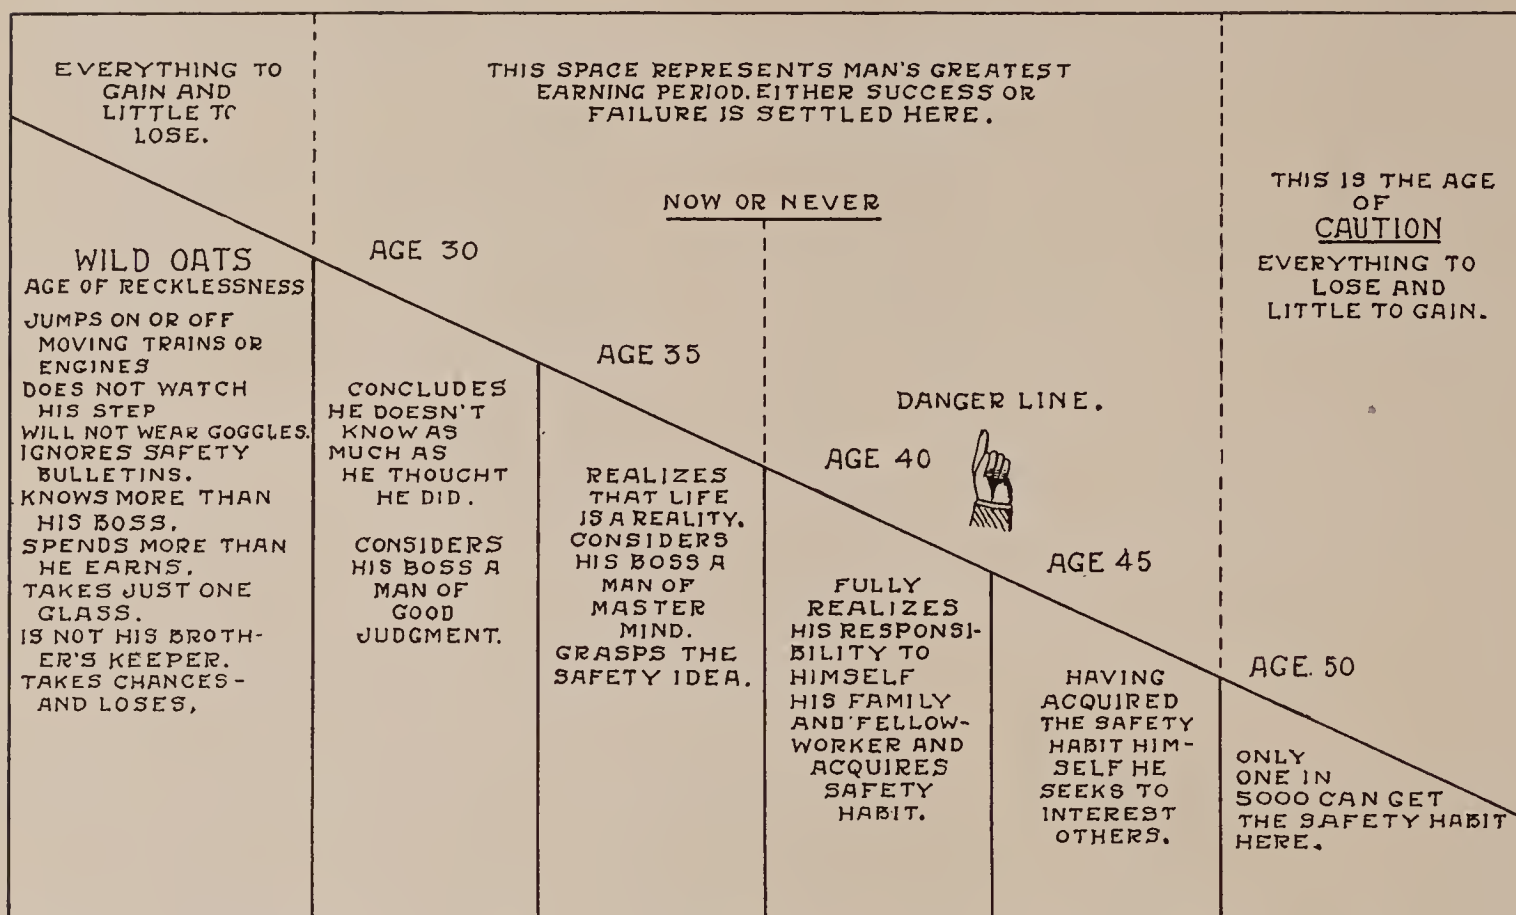 EVERYTHING TO
GAIN AND
LITTLE TO
LOSE.
THIS SPACE REPRESENTS MAN'S GREATEST
EARNING PERIOD. EITHER SUCCESS OR
FAILURE IS SETTLED HERE.
NOW OR NEVER
THIS IS THE AGE
OF
CAUTION
EVERYTHING TO
LOSE AND
LITTLE TO GAIN.
WILD OATS
AGE OF RECKLESSNESS
JUMPS ON OR OFF
MOVING TRAINS OR
ENGINES
DOES NOT WATCH
HIS STEP
WILL NOT WEAR GOGGLES.
IGNORES SAFETY
BULLETINS.
KNOWS MORE THAN
HIS BOSS.
SPENDS MORE THAN
HE EARNS.
TAKES JUST ONE
GLASS.
IS NOT HIS BROTH-
ER'S KEEPER.
TAKES CHANCES-
AND LOSES,
AGE 30
CONCLUDES
HE DOESN'T
KNOW AS
MUCH AS
HE THOUGHT
HE DID.
CONSIDERS
HIS BOSS A
MAN OF
GOOD
JUDGMENT.
AGE 35
REALIZES
THAT LIFE
IS A REALITY.
CONSIDERS
HIS BOSS A
MAN OF
MASTER
MIND.
GRASPS THE
SAFETY IDEA.
DANGER LINE.
AGE 40
FULLY
REALIZES
HIS RESPONSI-
BILITY TO
HIMSELF
HIS FAMILY
AND FELLOW-
WORKER AND
ACQUIRES
SAFETY
HABIT.
AGE 45
HAVING
ACQUIRED
THE SAFETY
HABIT HIM-
SELF HE
SEEKS TO
INTEREST
OTHERS.
AGE. 50
ONLY
ONE IN
5000 CAN GET
THE SAFETY HABIT
HERE.